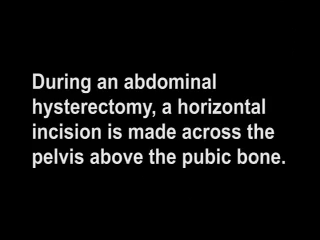 During an abdominal
hysterectomy, a horizontal
incision is made across the
pelvis above the pubic bone.